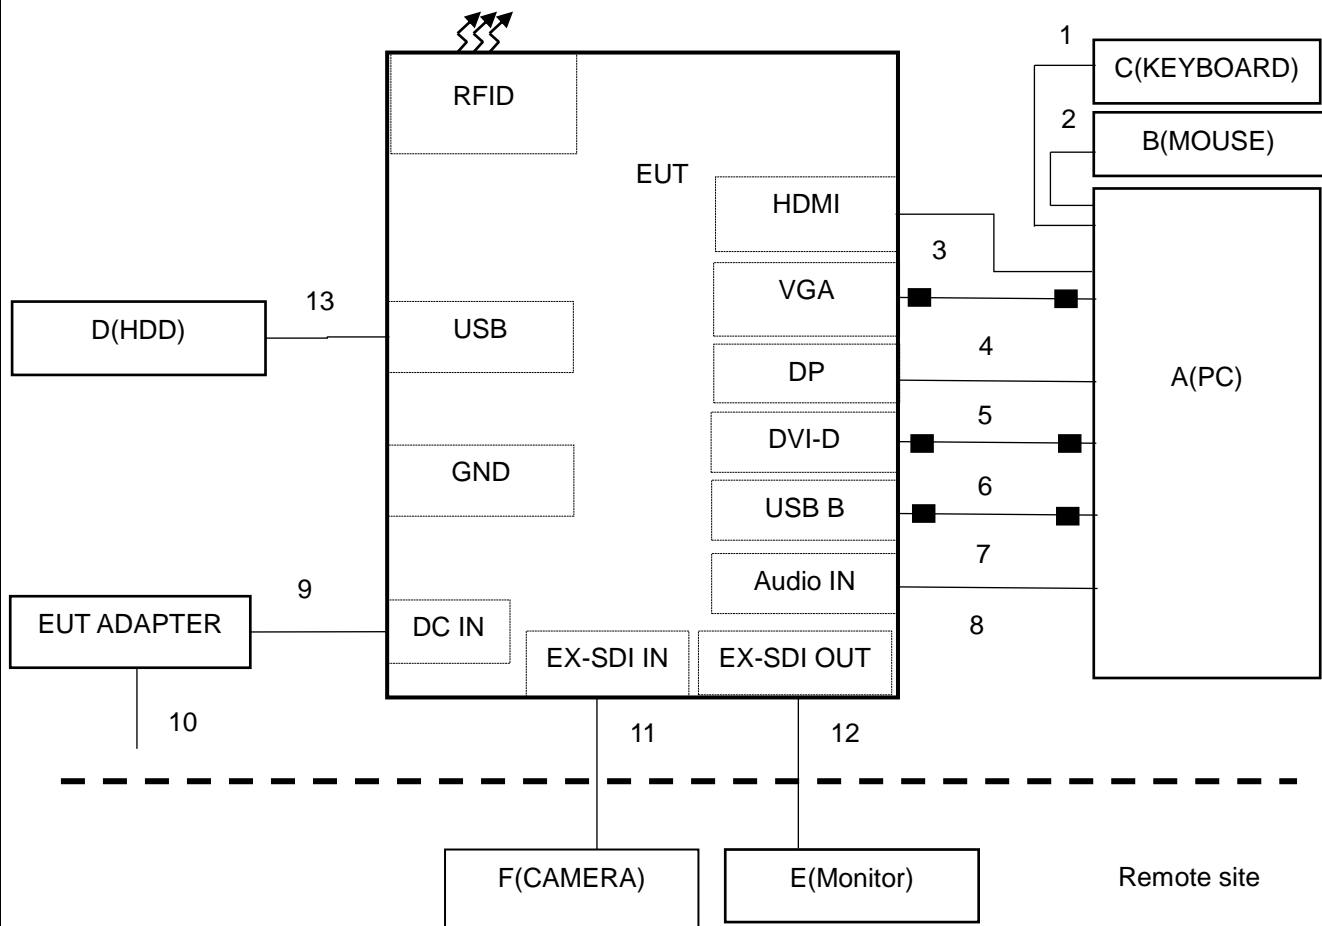 1
C(KEYBOARD)
RFID
2
B(MOUSE)
EUT
HDMI
3
VGA
13
D(HDD)
USB
4
DP
A(PC)
5
DVI-D
GND
6
USB B
7
Audio IN
9
EUT ADAPTER
DC IN
8
EX-SDI IN
EX-SDI OUT
10
11
12
F(CAMERA)
E(Monitor)
Remote site